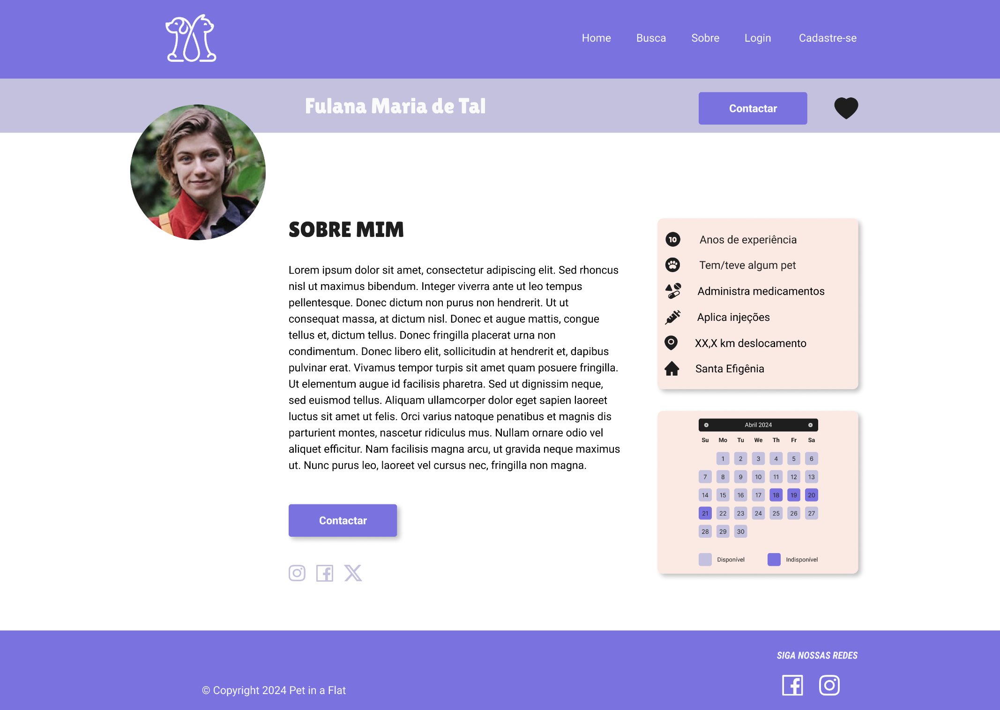 Home Busca Sobre Login Cadastre-se
Fulana Maria de Tal
Contactar
SOBRE MIM
Lorem ipsum dolor sit amet, consectetur adipiscing elit. Sed rhoncus
nisl ut maximus bibendum. Integer viverra ante ut leo tempus
pellentesque. Donec dictum non purus non hendrerit. Ut ut
consequat massa, at dictum nisl. Donec et augue mattis, congue
tellus et, dictum tellus. Donec fringilla placerat urna non
condimentum. Donec libero elit, sollicitudin at hendrerit et, dapibus
pulvinar erat. Vivamus tempor turpis sit amet quam posuere fringilla.
Ut elementum augue id facilisis pharetra. Sed ut dignissim neque,
sed euismod tellus. Aliquam ullamcorper dolor eget sapien laoreet
luctus sit amet ut felis. Orci varius natoque penatibus et magnis dis
parturient montes, nascetur ridiculus mus. Nullam ornare odio vel
aliquet efficitur. Nam facilisis magna arcu, ut gravida neque maximus
ut. Nunc purus leo, laoreet vel cursus nec, fringilla non magna.
Contactar
10 Anos de experiência
Tem/teve algum pet
Administra medicamentos
Aplica injeções
XX,X km deslocamento
Santa Efigênia
Abril 2024
Su Mo Tu We Th Fr Sa
1 2 3 4 5 6
7 8 9 10 11 12 13
14 15 16 17 18 19 20
21 22 23 24 25 26 27
28 29 30
Disponível Indisponível
SIGA NOSSAS REDES
© Copyright 2024 Pet in a Flat